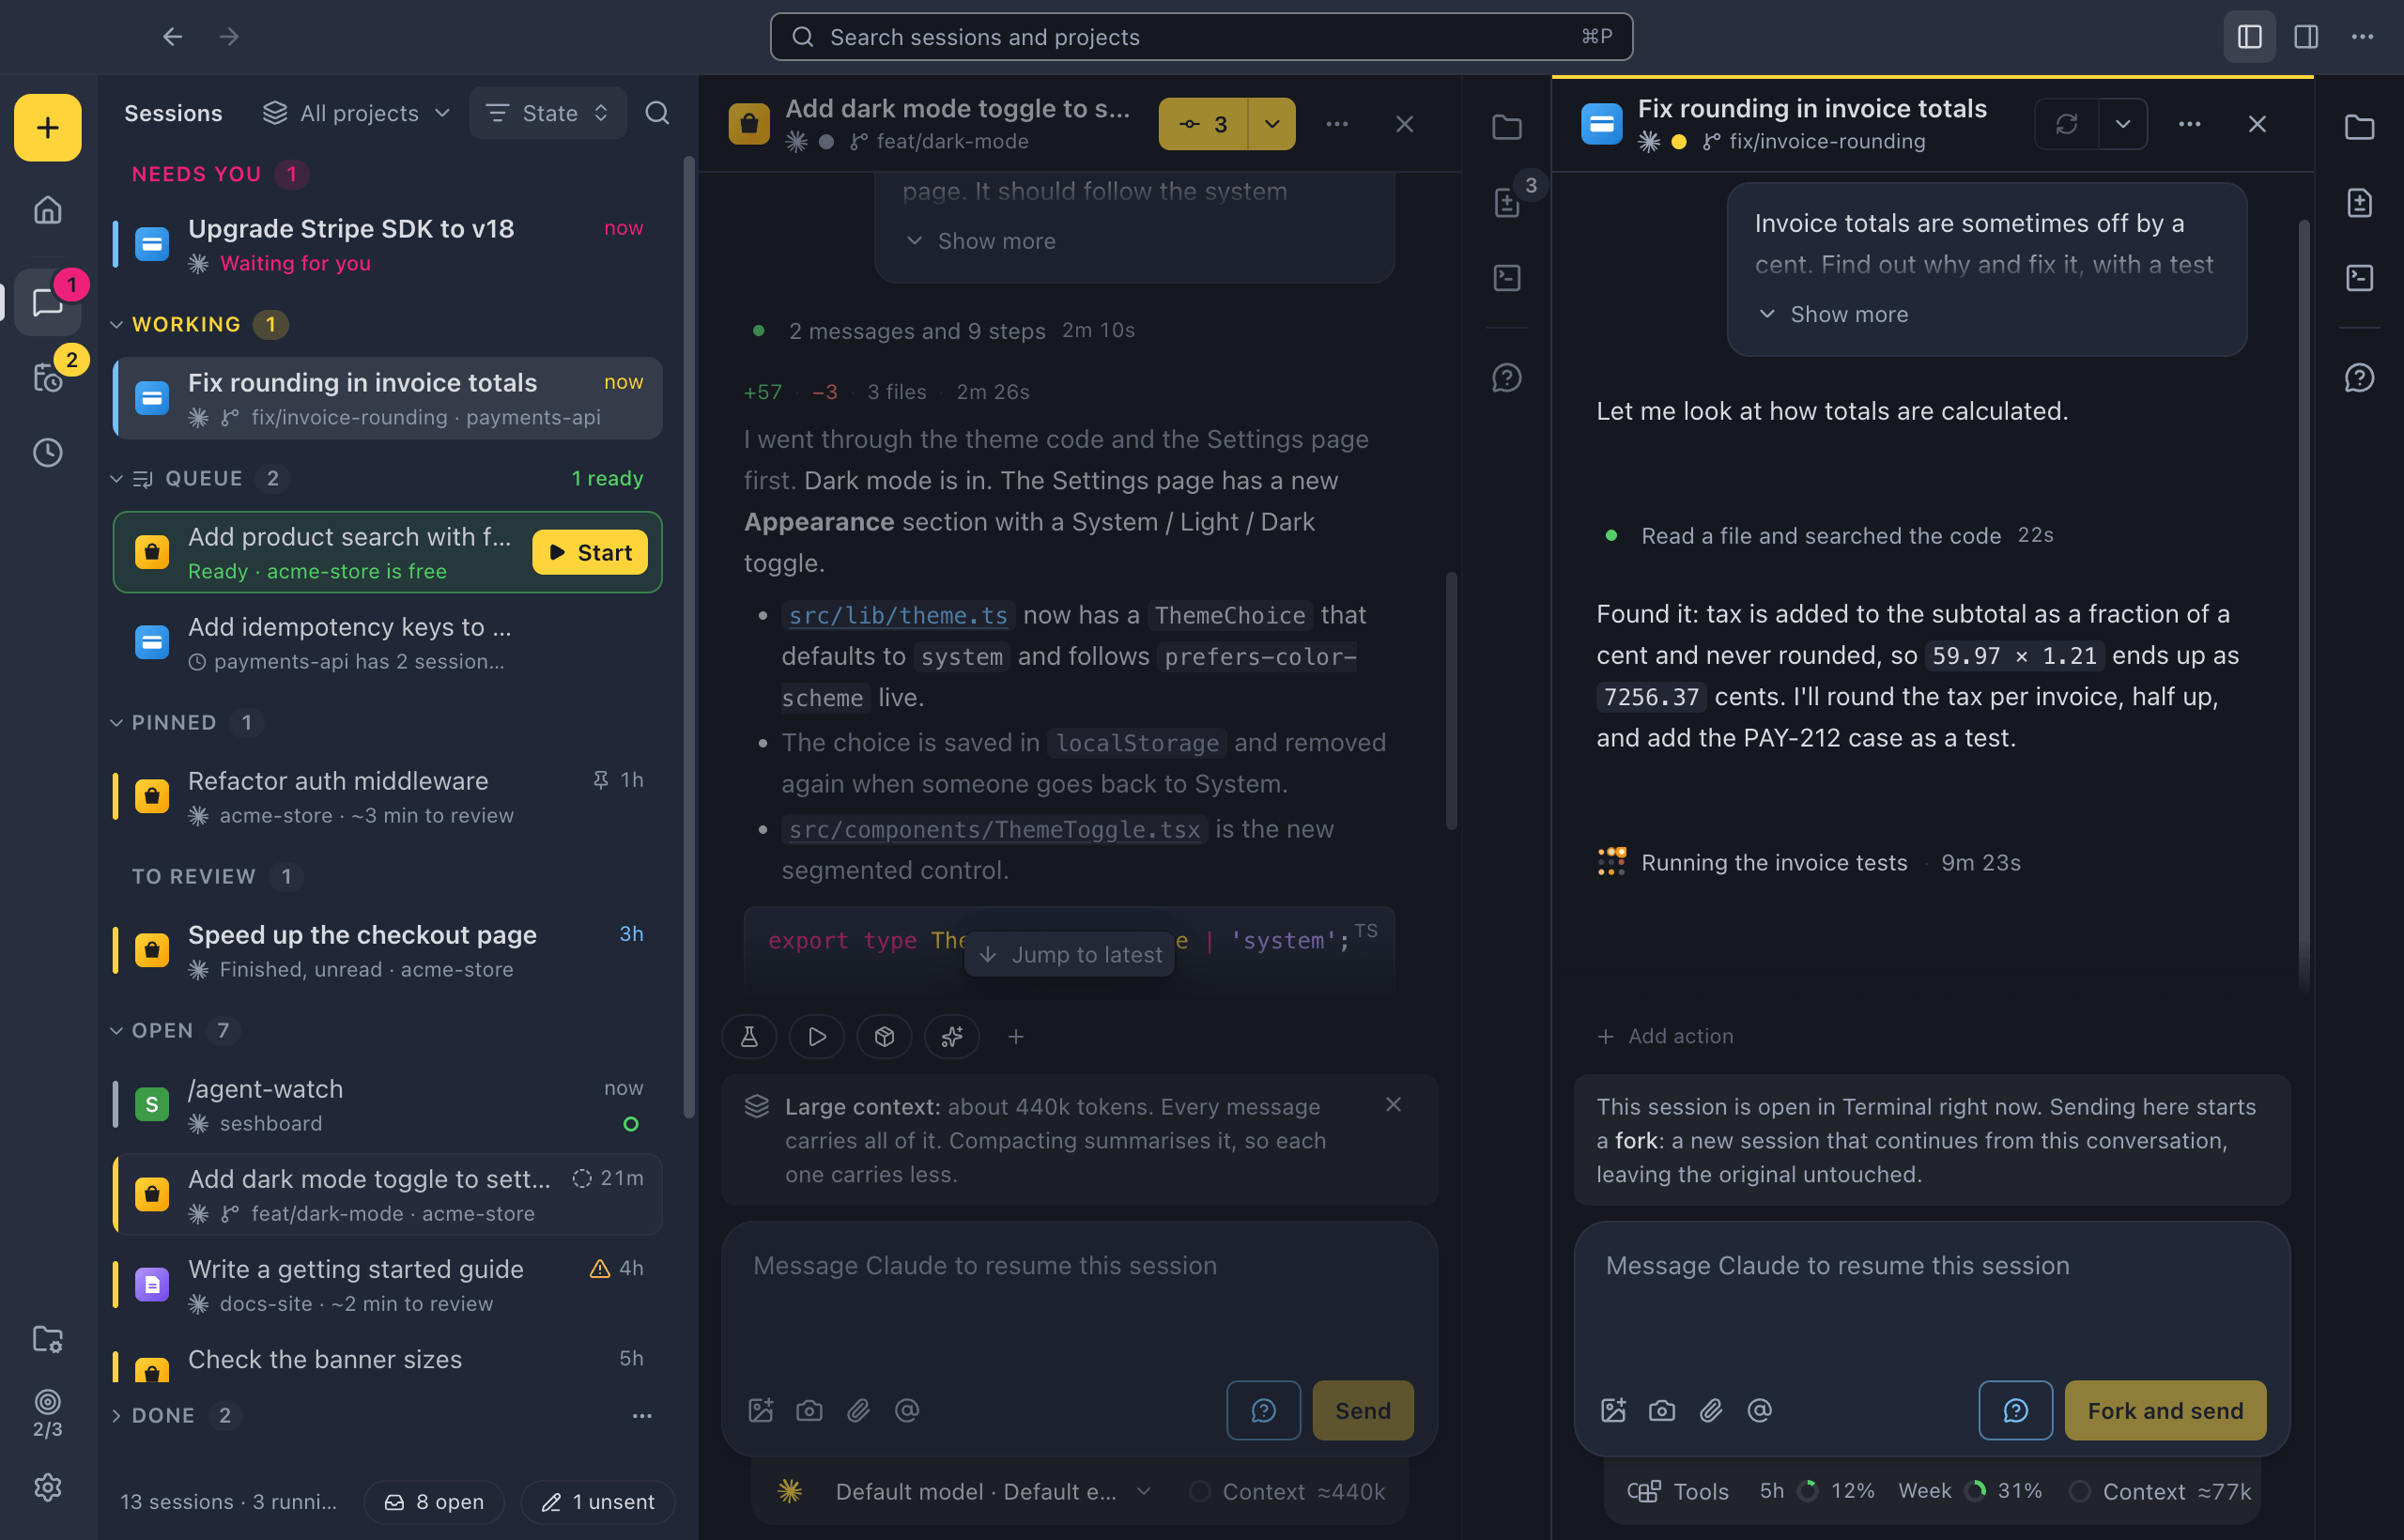 Search sessions and projects ⌘P
Sessions All projects State
NEEDS YOU 1
Upgrade Stripe SDK to v18 now
Waiting for you
1
WORKING 1
2
Fix rounding in invoice totals now
fix/invoice-rounding · payments-api
QUEUE 2 1 ready
Add product search with f... Start
Ready · acme-store is free
Add idempotency keys to ...
payments-api has 2 session...
PINNED 1
Refactor auth middleware 1h
acme-store · ~3 min to review
TO REVIEW 1
Speed up the checkout page 3h
Finished, unread · acme-store
OPEN 7
/agent-watch now
S
seshboard
Add dark mode toggle to sett... 21m
feat/dark-mode · acme-store
Write a getting started guide 4h
docs-site · ~2 min to review
Check the banner sizes 5h
DONE 2
2/3
13 sessions · 3 runni... 8 open 1 unsent
Add dark mode toggle to s... 3
feat/dark-mode
page. It should follow the system
Show more
3
2 messages and 9 steps 2m 10s
+57 · −3 · 3 files · 2m 26s
I went through the theme code and the Settings page
first. Dark mode is in. The Settings page has a new
Appearance section with a System / Light / Dark
toggle.
• src/lib/theme.ts now has a ThemeChoice that
defaults to system and follows prefers-color-
scheme live.
• The choice is saved in localStorage and removed
again when someone goes back to System.
• src/components/ThemeToggle.tsx is the new
segmented control.
TS
export type The e | 'system';
Jump to latest
Large context: about 440k tokens. Every message
carries all of it. Compacting summarises it, so each
one carries less.
Message Claude to resume this session
Send
Default model · Default e... Context ≈440k
Fix rounding in invoice totals
fix/invoice-rounding
Invoice totals are sometimes off by a
cent. Find out why and fix it, with a test
Show more
Let me look at how totals are calculated.
Read a file and searched the code 22s
Found it: tax is added to the subtotal as a fraction of a
cent and never rounded, so 59.97 × 1.21 ends up as
7256.37 cents. I'll round the tax per invoice, half up,
and add the PAY-212 case as a test.
Running the invoice tests · 9m 23s
Add action
This session is open in Terminal right now. Sending here starts
a fork: a new session that continues from this conversation,
leaving the original untouched.
Message Claude to resume this session
Fork and send
Tools 5h 12% Week 31% Context ≈77k